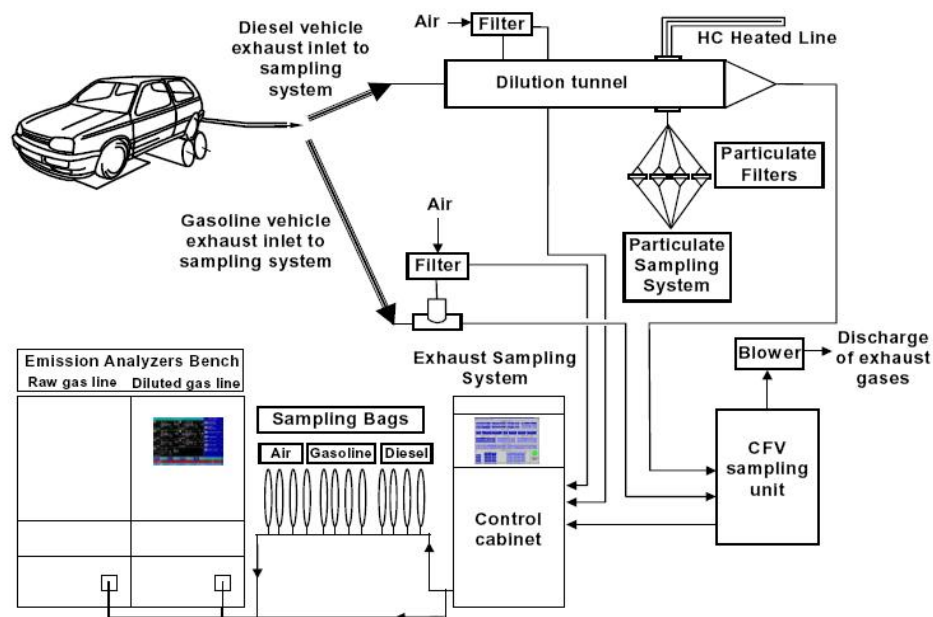 Diesel vehicle
exhaust inlet to
sampling
system
Air
Filter
HC Heated Line
Dilution tunnel
Particulate
Filters
Particulate
Sampling
System
Gasoline vehicle
exhaust inlet to
sampling system
Air
Filter
Blower
Discharge
of exhaust
gases
CFV
sampling
unit
Exhaust Sampling
System
Control
cabinet
Sampling Bags
Air
Gasoline
Diesel
Emission Analyzers Bench
Raw gas line
Diluted gas line